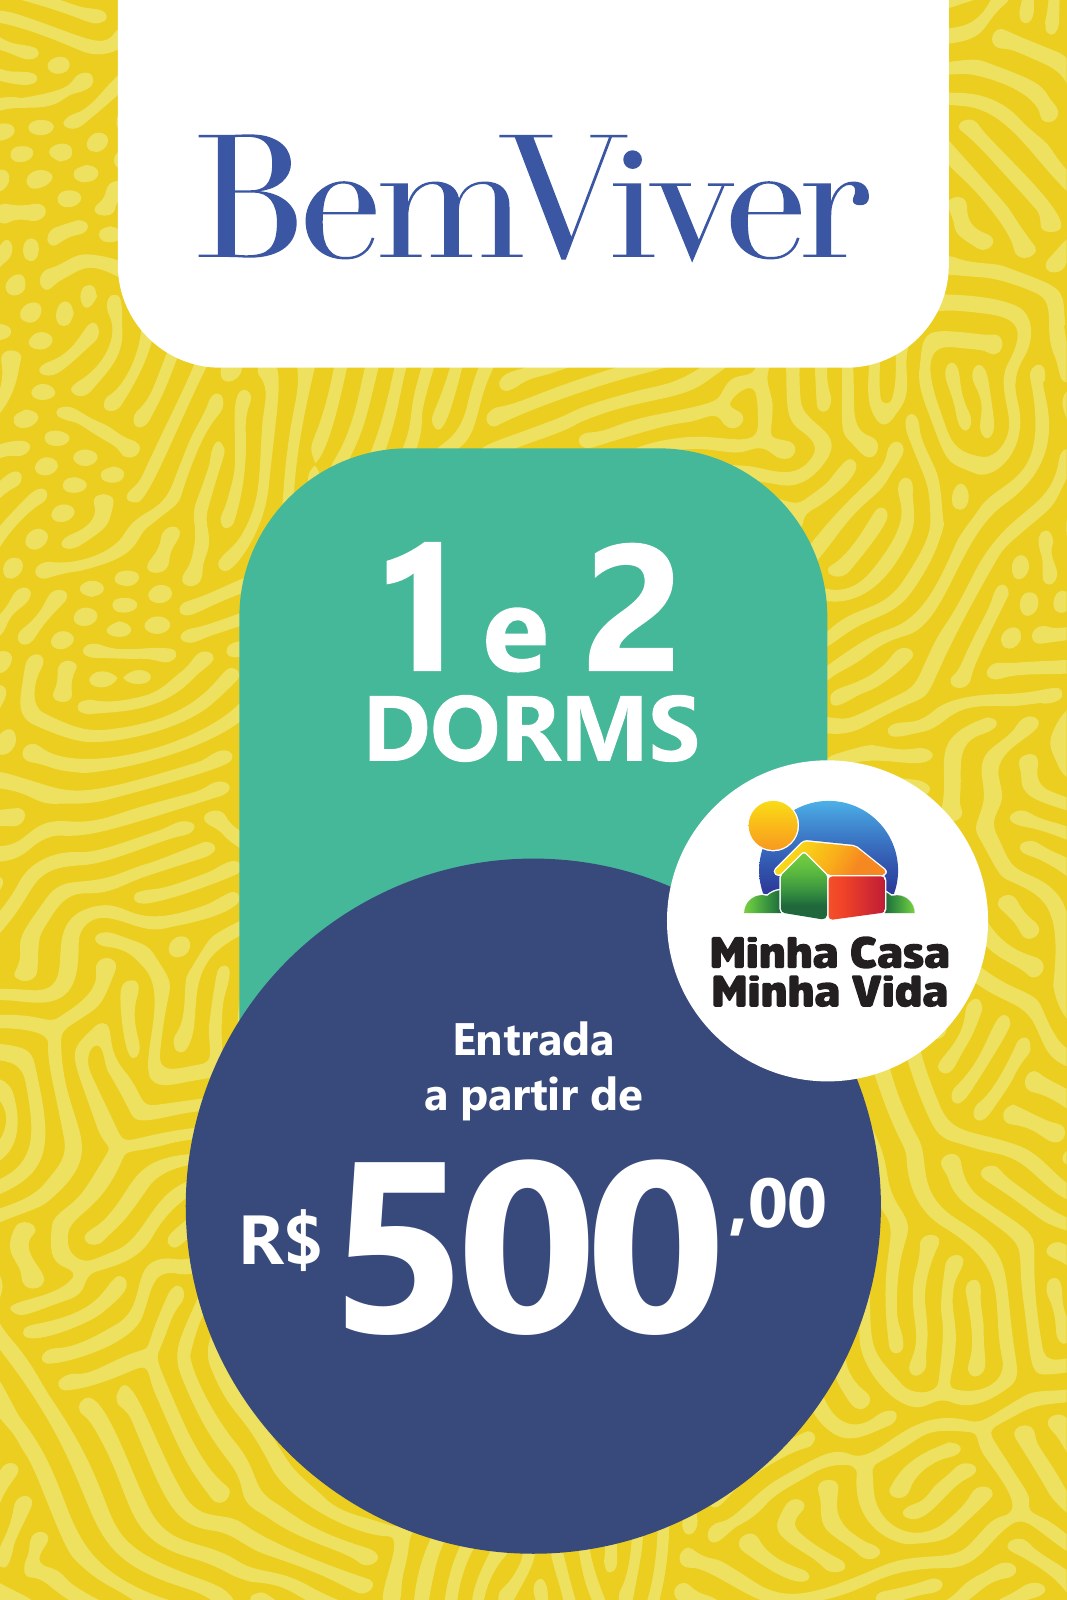 BemViver
1 e 2
DORMS
Minha Casa
Minha Vida
Entrada
a partir de
R$ 500,00